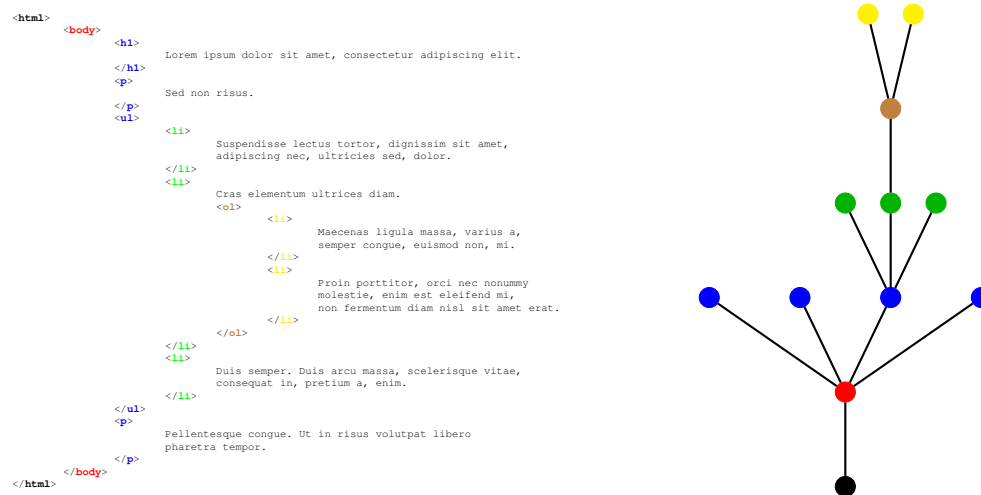 <html>
<body>
<h1>
Lorem ipsum dolor sit amet, consectetur adipiscing elit.
</h1>
<p>
Sed non risus.
</p>
<ul>
<li>
Suspendisse lectus tortor, dignissim sit amet,
adipiscing nec, ultricies sed, dolor.
</li>
<li>
Cras elementum ultrices diam.
<ol>
<li>
Maecenas ligula massa, varius a,
semper congue, euismod non, mi.
</li>
<li>
Proin porttitor, orci nec nonummy
molestie, enim est eleifend mi,
non fermentum diam nisl sit amet erat.
</li>
</ol>
</li>
<li>
Duis semper. Duis arcu massa, scelerisque vitae,
consequat in, pretium a, enim.
</li>
</ul>
<p>
Pellentesque congue. Ut in risus volutpat libero
pharetra tempor.
</p>
</body>
</html>